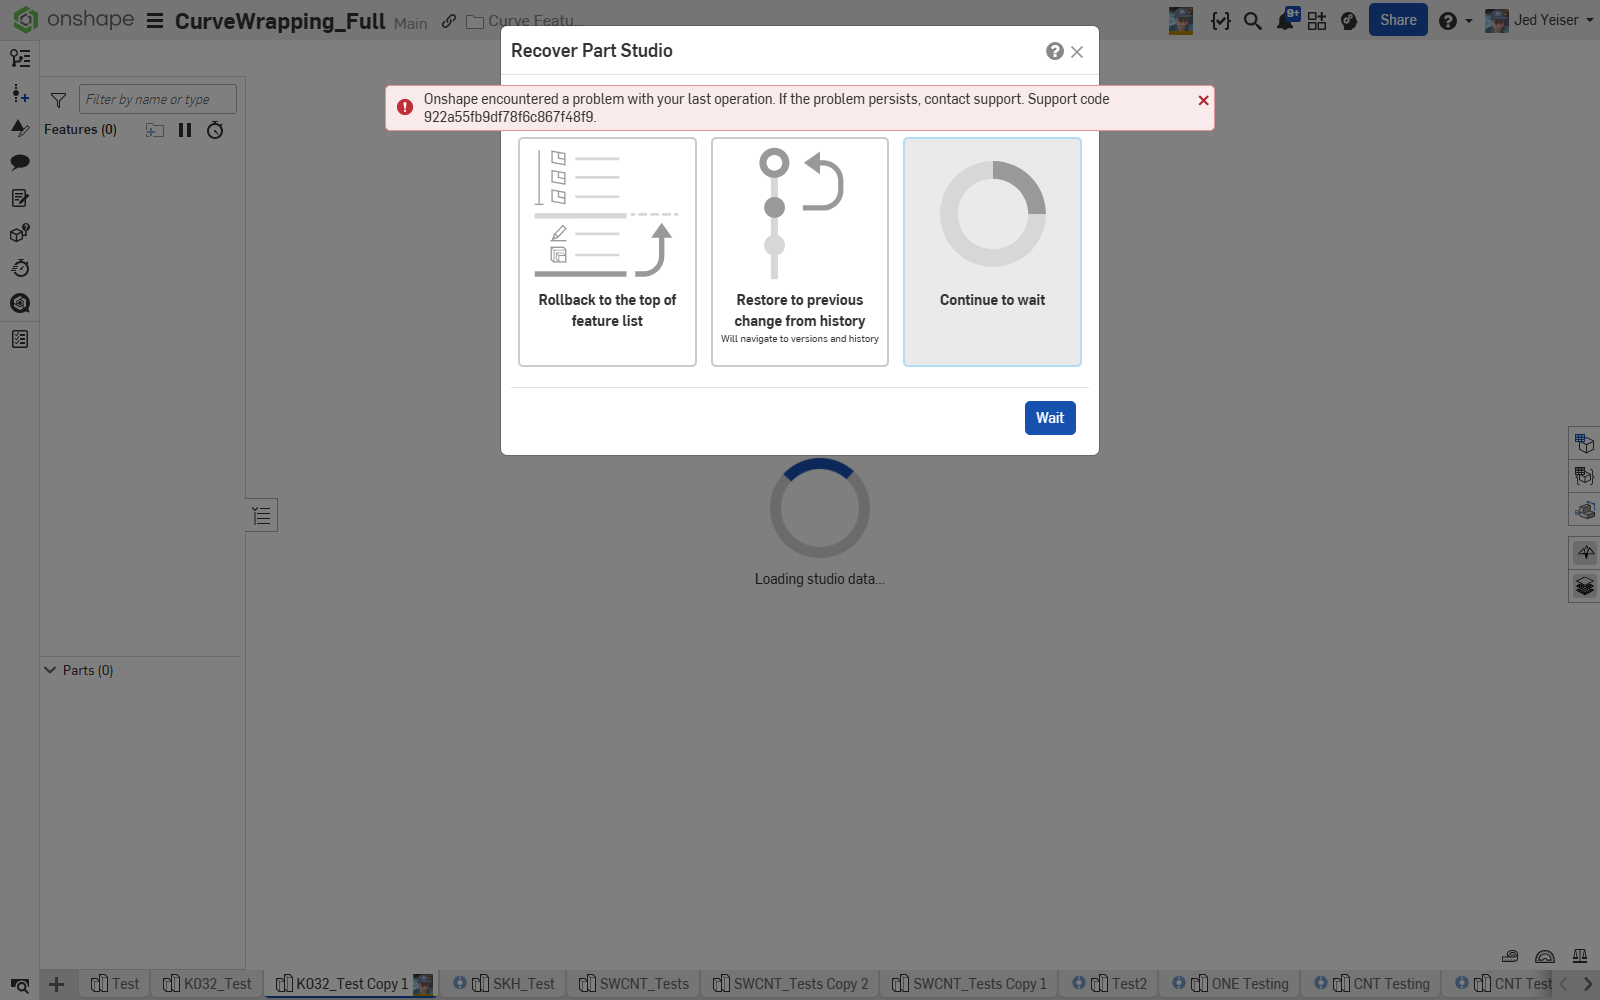 onshape
CurveWrapping_Full Main
Curve Featu...
9+
Share
Jed Yeiser
Recover Part Studio
Onshape encountered a problem with your last operation. If the problem persists, contact support. Support code
922a55fb9df78f6c867f48f9.
Filter by name or type
Features (0)
Rollback to the top of
feature list
Restore to previous
change from history
Will navigate to versions and history
Continue to wait
Wait
Loading studio data...
Parts (0)
Test
K032_Test
K032_Test Copy 1
SKH_Test
SWCNT_Tests
SWCNT_Tests Copy 2
SWCNT_Tests Copy 1
Test2
ONE Testing
CNT Testing
CNT Test